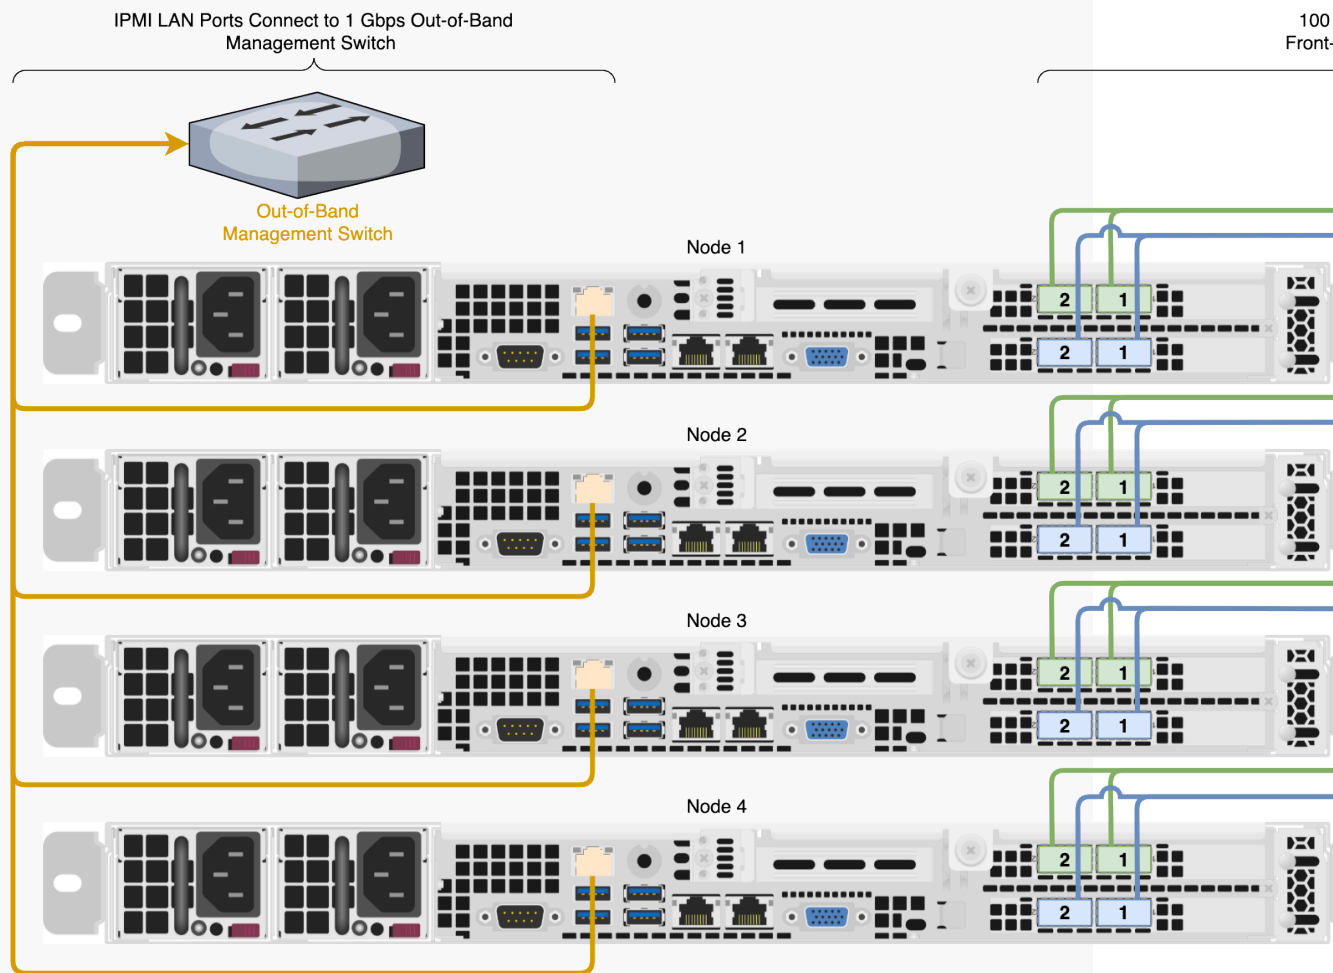 IPMI LAN Ports Connect to 1 Gbps Out-of-Band
Management Switch
100
Front-
Out-of-Band
Management Switch
Node 1
2 1
2 1
Node 2
2 1
2 1
Node 3
2 1
2 1
Node 4
2 1
2 1